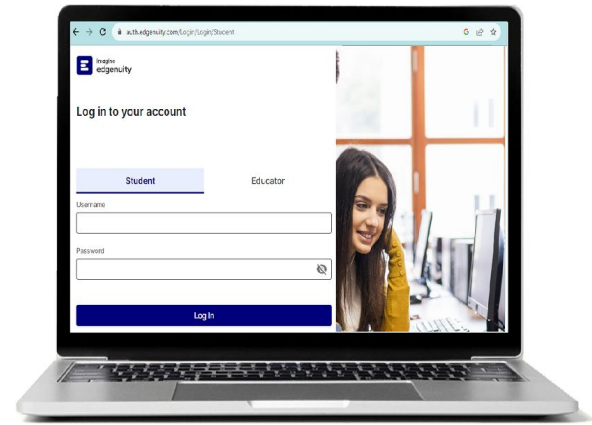 auth.edgenuity.com/Login/Login/Student
imagine
edgenuity
Log in to your account
Student
Educator
Username
Password
Log In